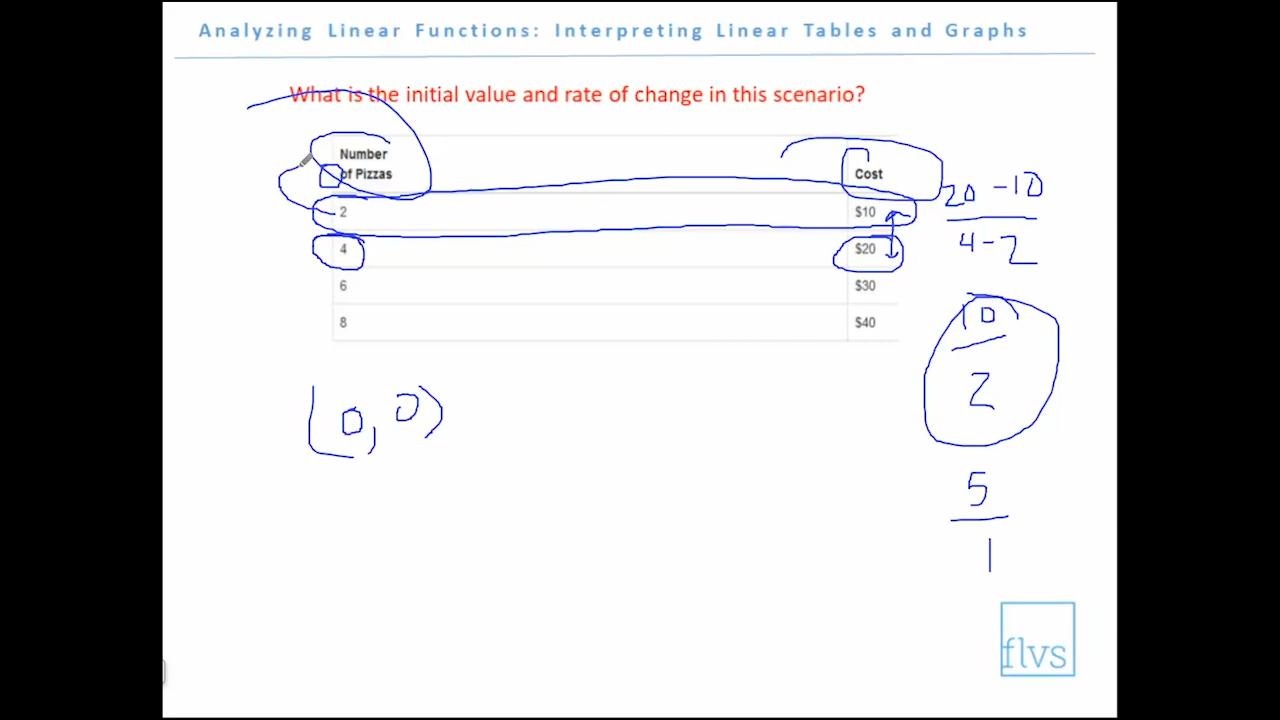 Analyzing Linear Functions: Interpreting Linear Tables and Graphs
What is the initial value and rate of change in this scenario?
Number
of Pizzas
Cost
2 $10
4 $20
6 $30
8 $40
20 - 10
4 - 2
10
2
5
1
(0, 0)
flvs